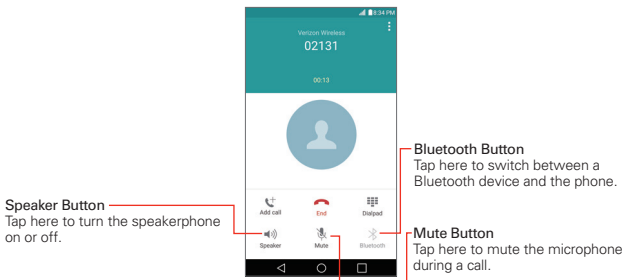 8:34 PM
Verizon Wireless
02131
00:13
Add call
End
Dialpad
Speaker
Mute
Bluetooth
Speaker Button
Tap here to turn the speakerphone
on or off.
Bluetooth Button
Tap here to switch between a
Bluetooth device and the phone.
Mute Button
Tap here to mute the microphone
during a call.